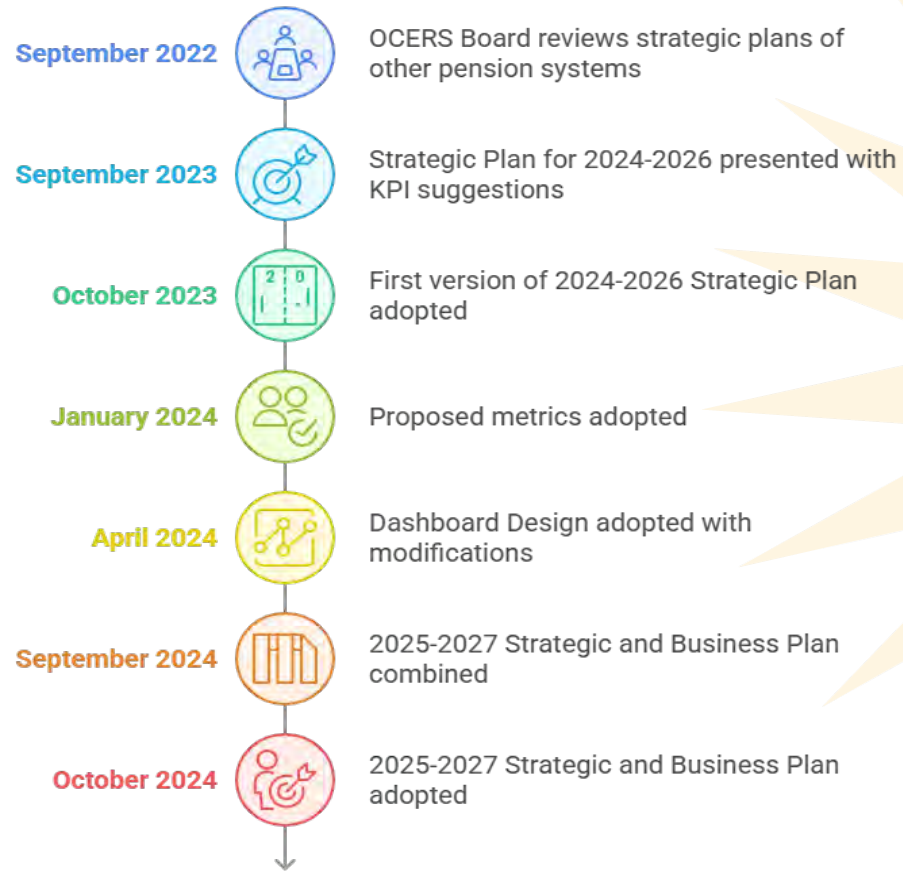 September 2022
OCERS Board reviews strategic plans of
other pension systems
September 2023
Strategic Plan for 2024-2026 presented with
KPI suggestions
October 2023
2 0
First version of 2024-2026 Strategic Plan
adopted
January 2024
Proposed metrics adopted
April 2024
Dashboard Design adopted with
modifications
September 2024
2025-2027 Strategic and Business Plan
combined
October 2024
2025-2027 Strategic and Business Plan
adopted